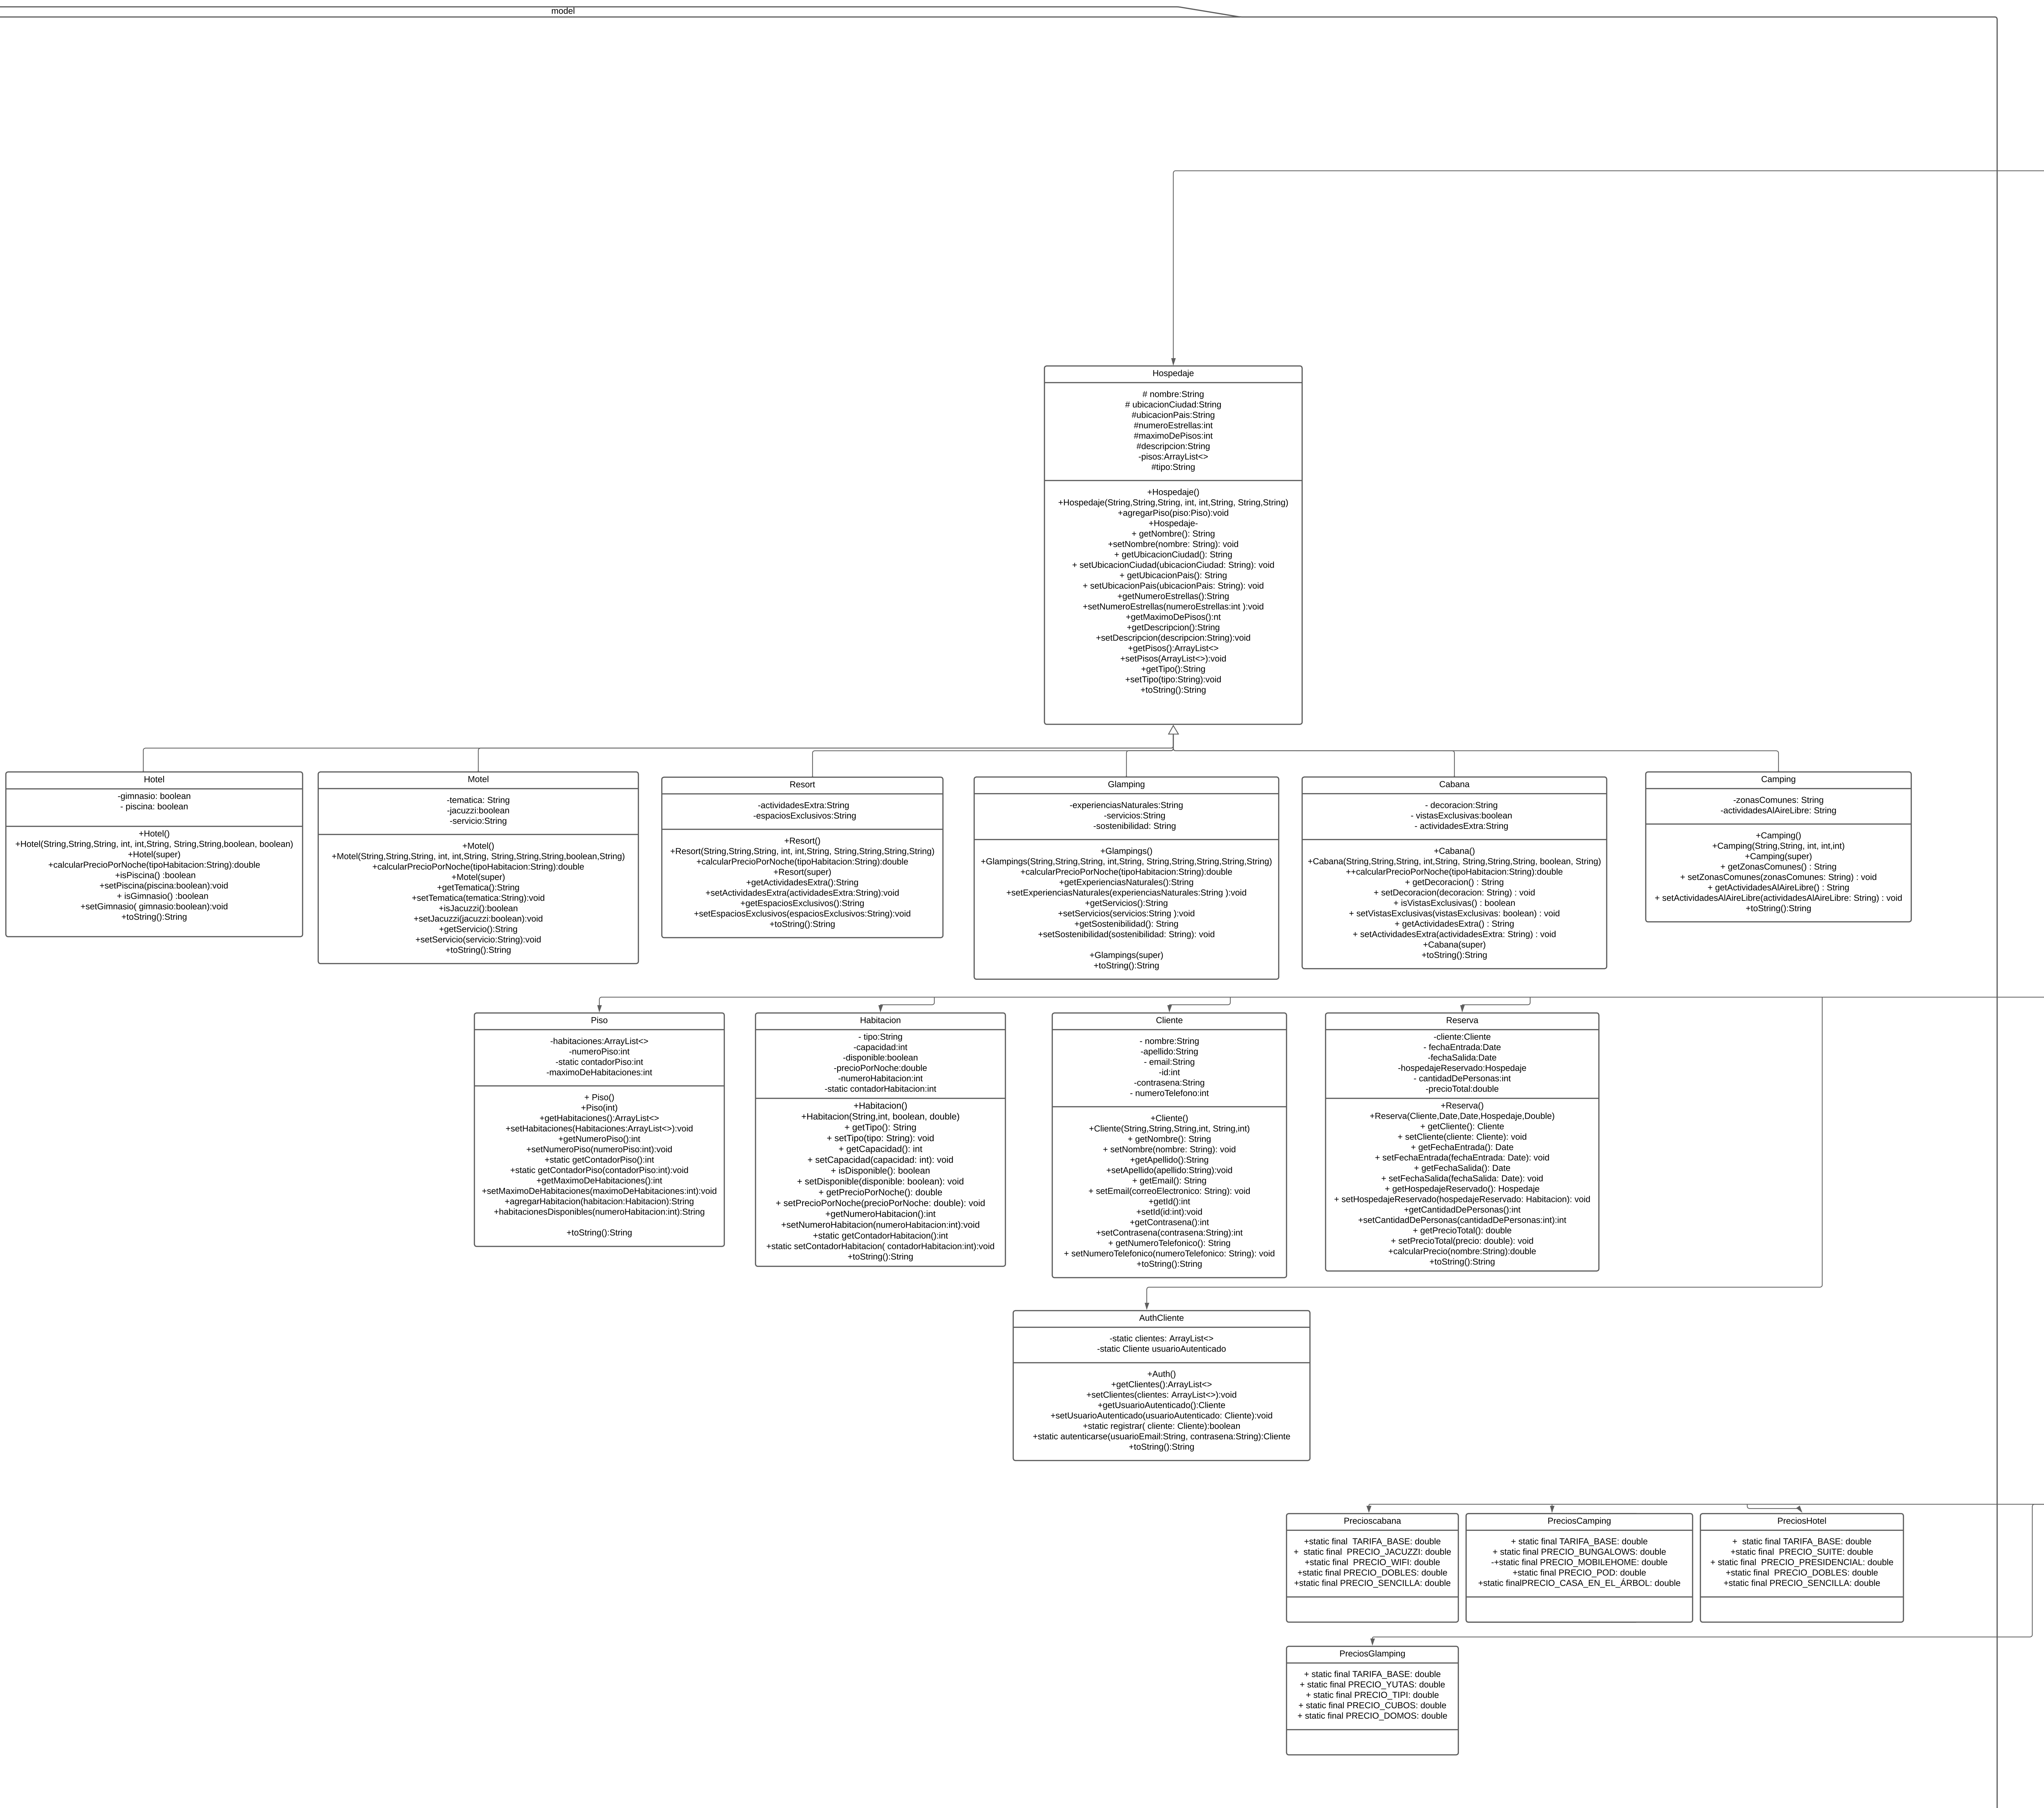 model
Hospedaje
# nombre:String
# ubicacionCiudad:String
#ubicacionPais:String
#numeroEstrellas:int
#maximoDePisos:int
#descripcion:String
-pisos:ArrayList<>
#tipo:String
+Hospedaje()
+Hospedaje(String,String,String, int, int,String, String,String)
+agregarPiso(piso:Piso):void
+Hospedaje-
+ getNombre(): String
+setNombre(nombre: String): void
+ getUbicacionCiudad(): String
+ setUbicacionCiudad(ubicacionCiudad: String): void
+ getUbicacionPais(): String
+ setUbicacionPais(ubicacionPais: String): void
+getNumeroEstrellas():String
+setNumeroEstrellas(numeroEstrellas:int ):void
+getMaximoDePisos():nt
+getDescripcion():String
+setDescripcion(descripcion:String):void
+getPisos():ArrayList<>
+setPisos(ArrayList<>):void
+getTipo():String
+setTipo(tipo:String):void
+toString():String
Hotel
-gimnasio: boolean
- piscina: boolean
+Hotel()
+Hotel(String,String,String, int, int,String, String,String,boolean, boolean)
+Hotel(super)
+calcularPrecioPorNoche(tipoHabitacion:String):double
+isPiscina() :boolean
+setPiscina(piscina:boolean):void
+ isGimnasio() :boolean
+setGimnasio( gimnasio:boolean):void
+toString():String
Motel
-tematica: String
-jacuzzi:boolean
-servicio:String
+Motel()
+Motel(String,String,String, int, int,String, String,String,String,boolean,String)
+calcularPrecioPorNoche(tipoHabitacion:String):double
+Motel(super)
+getTematica():String
+setTematica(tematica:String):void
+isJacuzzi():boolean
+setJacuzzi(jacuzzi:boolean):void
+getServicio():String
+setServicio(servicio:String):void
+toString():String
Resort
-actividadesExtra:String
-espaciosExclusivos:String
+Resort()
+Resort(String,String,String, int, int,String, String,String,String,String)
+calcularPrecioPorNoche(tipoHabitacion:String):double
+Resort(super)
+getActividadesExtra():String
+setActividadesExtra(actividadesExtra:String):void
+getEspaciosExclusivos():String
+setEspaciosExclusivos(espaciosExclusivos:String):void
+toString():String
Glamping
-experienciasNaturales:String
-servicios:String
-sostenibilidad: String
+Glampings()
+Glampings(String,String,String, int,String, String,String,String,String,String)
+calcularPrecioPorNoche(tipoHabitacion:String):double
+getExperienciasNaturales():String
+setExperienciasNaturales(experienciasNaturales:String ):void
+getServicios():String
+setServicios(servicios:String ):void
+getSostenibilidad(): String
+setSostenibilidad(sostenibilidad: String): void
+Glampings(super)
+toString():String
Cabana
- decoracion:String
- vistasExclusivas:boolean
- actividadesExtra:String
+Cabana()
+Cabana(String,String,String, int,String, String,String,String, boolean, String)
++calcularPrecioPorNoche(tipoHabitacion:String):double
+ getDecoracion() : String
+ setDecoracion(decoracion: String) : void
+ isVistasExclusivas() : boolean
+ setVistasExclusivas(vistasExclusivas: boolean) : void
+ getActividadesExtra() : String
+ setActividadesExtra(actividadesExtra: String) : void
+Cabana(super)
+toString():String
Camping
-zonasComunes: String
-actividadesAlAireLibre: String
+Camping()
+Camping(String,String, int, int,int)
+Camping(super)
+ getZonasComunes() : String
+ setZonasComunes(zonasComunes: String) : void
+ getActividadesAlAireLibre() : String
+ setActividadesAlAireLibre(actividadesAlAireLibre: String) : void
+toString():String
Piso
-habitaciones:ArrayList<>
-numeroPiso:int
-static contadorPiso:int
-maximoDeHabitaciones:int
+ Piso()
+Piso(int)
+getHabitaciones():ArrayList<>
+setHabitaciones(Habitaciones:ArrayList<>):void
+getNumeroPiso():int
+setNumeroPiso(numeroPiso:int):void
+static getContadorPiso():int
+static getContadorPiso(contadorPiso:int):void
+getMaximoDeHabitaciones():int
+setMaximoDeHabitaciones(maximoDeHabitaciones:int):void
+agregarHabitacion(habitacion:Habitacion):String
+habitacionesDisponibles(numeroHabitacion:int):String
+toString():String
Habitacion
- tipo:String
-capacidad:int
-disponible:boolean
-precioPorNoche:double
-numeroHabitacion:int
-static contadorHabitacion:int
+Habitacion()
+Habitacion(String,int, boolean, double)
+ getTipo(): String
+ setTipo(tipo: String): void
+ getCapacidad(): int
+ setCapacidad(capacidad: int): void
+ isDisponible(): boolean
+ setDisponible(disponible: boolean): void
+ getPrecioPorNoche(): double
+ setPrecioPorNoche(precioPorNoche: double): void
+getNumeroHabitacion():int
+setNumeroHabitacion(numeroHabitacion:int):void
+static getContadorHabitacion():int
+static setContadorHabitacion( contadorHabitacion:int):void
+toString():String
Cliente
- nombre:String
-apellido:String
- email:String
-id:int
-contrasena:String
- numeroTelefono:int
+Cliente()
+Cliente(String,String,String,int, String,int)
+ getNombre(): String
+ setNombre(nombre: String): void
+getApellido():String
+setApellido(apellido:String):void
+ getEmail(): String
+ setEmail(correoElectronico: String): void
+getId():int
+setId(id:int):void
+getContrasena():int
+setContrasena(contrasena:String):int
+ getNumeroTelefonico(): String
+ setNumeroTelefonico(numeroTelefonico: String): void
+toString():String
Reserva
-cliente:Cliente
- fechaEntrada:Date
-fechaSalida:Date
-hospedajeReservado:Hospedaje
- cantidadDePersonas:int
-precioTotal:double
+Reserva()
+Reserva(Cliente,Date,Date,Hospedaje,Double)
+ getCliente(): Cliente
+ setCliente(cliente: Cliente): void
+ getFechaEntrada(): Date
+ setFechaEntrada(fechaEntrada: Date): void
+ getFechaSalida(): Date
+ setFechaSalida(fechaSalida: Date): void
+ getHospedajeReservado(): Hospedaje
+ setHospedajeReservado(hospedajeReservado: Habitacion): void
+getCantidadDePersonas():int
+setCantidadDePersonas(cantidadDePersonas:int):int
+ getPrecioTotal(): double
+ setPrecioTotal(precio: double): void
+calcularPrecio(nombre:String):double
+toString():String
AuthCliente
-static clientes: ArrayList<>
-static Cliente usuarioAutenticado
+Auth()
+getClientes():ArrayList<>
+setClientes(clientes: ArrayList<>):void
+getUsuarioAutenticado():Cliente
+setUsuarioAutenticado(usuarioAutenticado: Cliente):void
+static registrar( cliente: Cliente):boolean
+static autenticarse(usuarioEmail:String, contrasena:String):Cliente
+toString():String
Precioscabana
+static final  TARIFA_BASE: double
+  static final  PRECIO_JACUZZI: double
+static final  PRECIO_WIFI: double
+static final PRECIO_DOBLES: double
+static final PRECIO_SENCILLA: double
PreciosCamping
+ static final TARIFA_BASE: double
+ static final PRECIO_BUNGALOWS: double
-+static final PRECIO_MOBILEHOME: double
+static final PRECIO_POD: double
+static finalPRECIO_CASA_EN_EL_ÁRBOL: double
PreciosHotel
+  static final TARIFA_BASE: double
+static final  PRECIO_SUITE: double
+ static final  PRECIO_PRESIDENCIAL: double
+static final  PRECIO_DOBLES: double
+static final PRECIO_SENCILLA: double
PreciosGlamping
+ static final TARIFA_BASE: double
+ static final PRECIO_YUTAS: double
+ static final PRECIO_TIPI: double
+ static final PRECIO_CUBOS: double
+ static final PRECIO_DOMOS: double